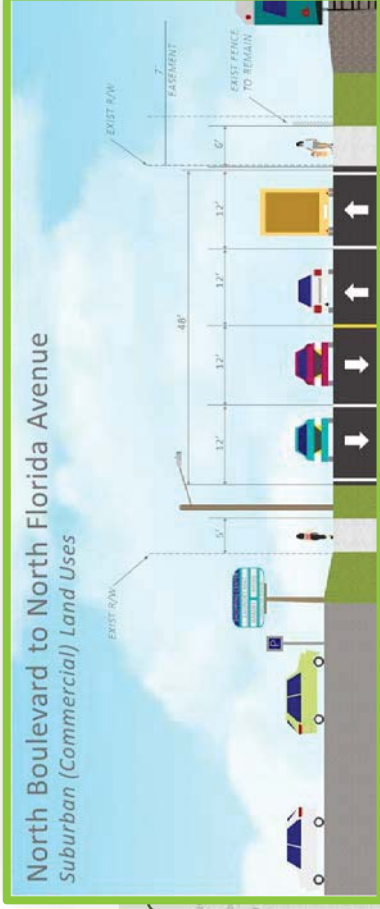 North Boulevard to North Florida Avenue
Suburban (Commercial) Land Uses
EXIST R/W
5'
12'
12'
48'
12'
12'
6'
EXIST R/W
7'
EASEMENT
EXIST FENCE
TO REMAIN
P